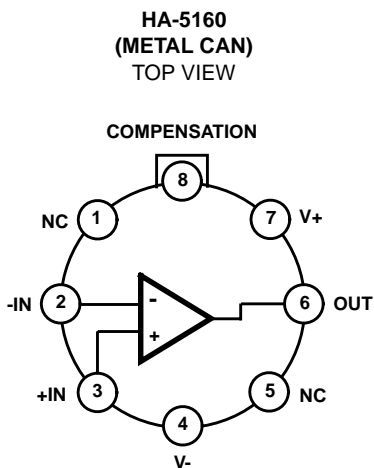 HA-5160
(METAL CAN)
TOP VIEW
COMPENSATION
8
NC 1
7 V+
-IN 2
-
6 OUT
+
+IN 3
5 NC
4
V-